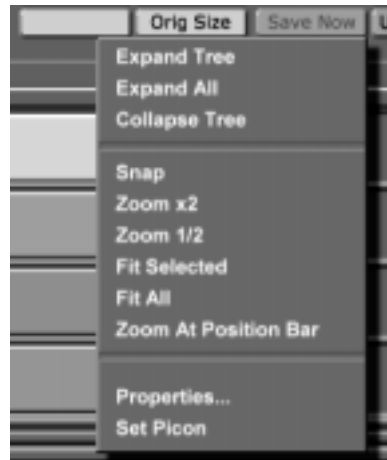 Orig Size Save Now
Expand Tree
Expand All
Collapse Tree
Snap
Zoom x2
Zoom 1/2
Fit Selected
Fit All
Zoom At Position Bar
Properties...
Set Picon